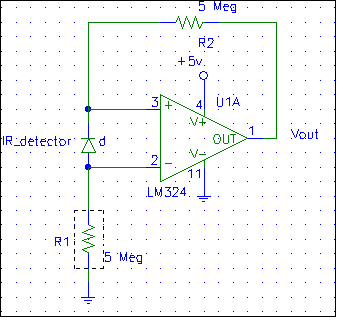 5 Meg
R2
+5v
3
+
4
U1A
V+
IR_detector
d
OUT
1
Vout
2
-
V-
11
LM324
R1
5 Meg